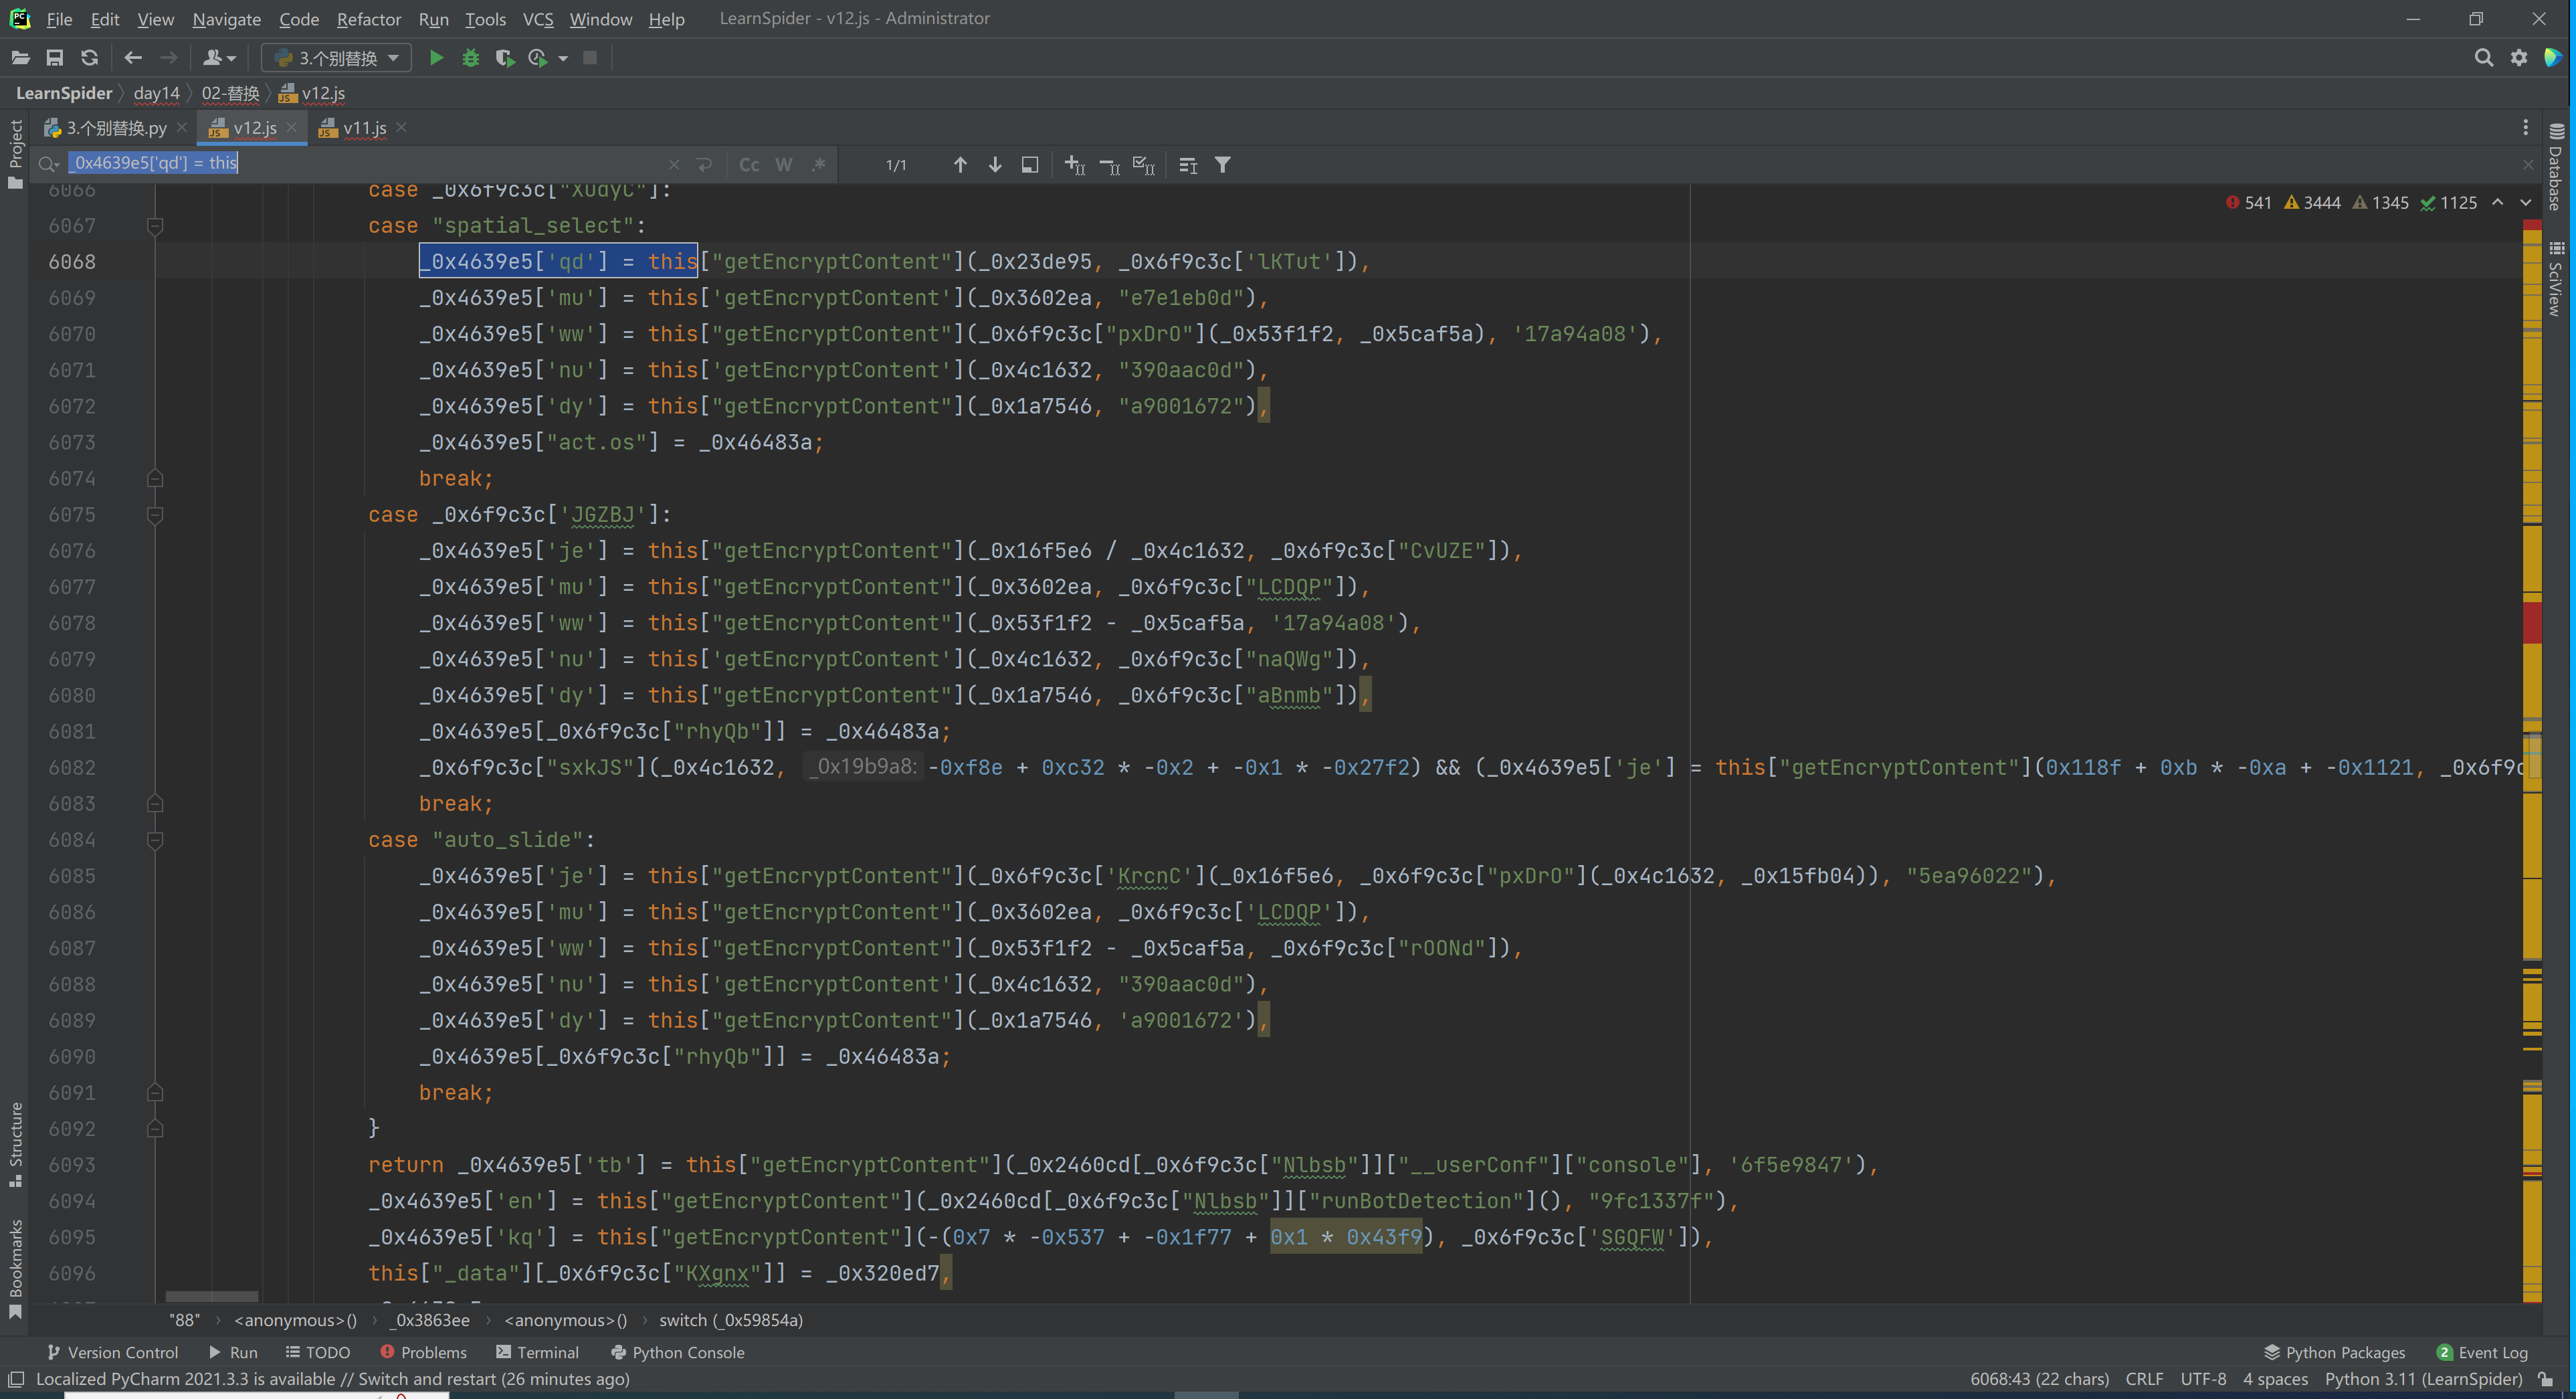 File Edit View Navigate Code Refactor Run Tools VCS Window Help LearnSpider - v12.js - Administrator
3.个别替换
LearnSpider day14 02-替换 v12.js
3.个别替换.py v12.js v11.js
_0x4639e5['qd'] = this Cc W .* 1/1
541 3444 1345 1125
6066 case _0x6f9c3c["XUdyC"]:
6067 case "spatial_select":
6068 _0x4639e5['qd'] = this["getEncryptContent"](_0x23de95, _0x6f9c3c['lKTut']),
6069 _0x4639e5['mu'] = this['getEncryptContent'](_0x3602ea, "e7e1eb0d"),
6070 _0x4639e5['ww'] = this["getEncryptContent"](_0x6f9c3c["pxDrO"](_0x53f1f2, _0x5caf5a), '17a94a08'),
6071 _0x4639e5['nu'] = this['getEncryptContent'](_0x4c1632, "390aac0d"),
6072 _0x4639e5['dy'] = this["getEncryptContent"](_0x1a7546, "a9001672"),
6073 _0x4639e5["act.os"] = _0x46483a;
6074 break;
6075 case _0x6f9c3c['JGZBJ']:
6076 _0x4639e5['je'] = this["getEncryptContent"](_0x16f5e6 / _0x4c1632, _0x6f9c3c["CvUZE"]),
6077 _0x4639e5['mu'] = this["getEncryptContent"](_0x3602ea, _0x6f9c3c["LCDQP"]),
6078 _0x4639e5['ww'] = this["getEncryptContent"](_0x53f1f2 - _0x5caf5a, '17a94a08'),
6079 _0x4639e5['nu'] = this['getEncryptContent'](_0x4c1632, _0x6f9c3c["naQWg"]),
6080 _0x4639e5['dy'] = this["getEncryptContent"](_0x1a7546, _0x6f9c3c["aBnmb"]),
6081 _0x4639e5[_0x6f9c3c["rhyQb"]] = _0x46483a;
6082 _0x6f9c3c["sxkJS"](_0x4c1632, _0x19b9a8: -0xf8e + 0xc32 * -0x2 + -0x1 * -0x27f2) && (_0x4639e5['je'] = this["getEncryptContent"](0x118f + 0xb * -0xa + -0x1121, _0x6f9c
6083 break;
6084 case "auto_slide":
6085 _0x4639e5['je'] = this["getEncryptContent"](_0x6f9c3c['KrcnC'](_0x16f5e6, _0x6f9c3c["pxDrO"](_0x4c1632, _0x15fb04)), "5ea96022"),
6086 _0x4639e5['mu'] = this["getEncryptContent"](_0x3602ea, _0x6f9c3c['LCDQP']),
6087 _0x4639e5['ww'] = this["getEncryptContent"](_0x53f1f2 - _0x5caf5a, _0x6f9c3c["rOONd"]),
6088 _0x4639e5['nu'] = this['getEncryptContent'](_0x4c1632, "390aac0d"),
6089 _0x4639e5['dy'] = this["getEncryptContent"](_0x1a7546, 'a9001672'),
6090 _0x4639e5[_0x6f9c3c["rhyQb"]] = _0x46483a;
6091 break;
6092 }
6093 return _0x4639e5['tb'] = this["getEncryptContent"](_0x2460cd[_0x6f9c3c["Nlbsb"]]["__userConf"]["console"], '6f5e9847'),
6094 _0x4639e5['en'] = this["getEncryptContent"](_0x2460cd[_0x6f9c3c["Nlbsb"]]["runBotDetection"](), "9fc1337f"),
6095 _0x4639e5['kq'] = this["getEncryptContent"](-(0x7 * -0x537 + -0x1f77 + 0x1 * 0x43f9), _0x6f9c3c['SGQFW']),
6096 this["_data"][_0x6f9c3c["KXgnx"]] = _0x320ed7,
"88" <anonymous>() _0x3863ee <anonymous>() switch (_0x59854a)
Version Control Run TODO Problems Terminal Python Console Python Packages 2 Event Log
Localized PyCharm 2021.3.3 is available // Switch and restart (26 minutes ago) 6068:43 (22 chars) CRLF UTF-8 4 spaces Python 3.11 (LearnSpider)
Project
Structure
Bookmarks
Database
SciView